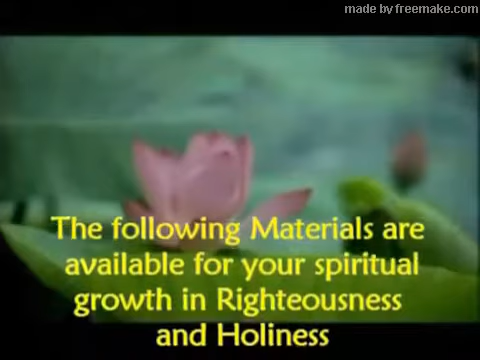 made by freemake.com
The following Materials are
available for your spiritual
growth in Righteousness
and Holiness